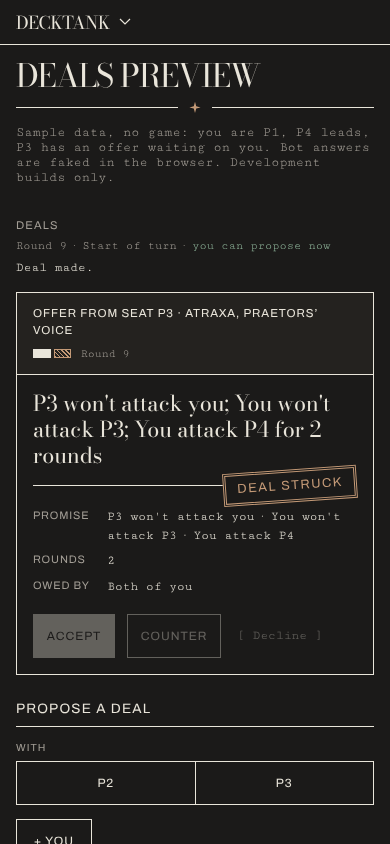 DECKTANK
DEALS PREVIEW
Sample data, no game: you are P1, P4 leads,
P3 has an offer waiting on you. Bot answers
are faked in the browser. Development
builds only.
DEALS
Round 9 · Start of turn · you can propose now
Deal made.
OFFER FROM SEAT P3 · ATRAXA, PRAETORS'
VOICE
Round 9
P3 won't attack you; You won't
attack P3; You attack P4 for 2
rounds
DEAL STRUCK
PROMISE P3 won't attack you · You won't
attack P3 · You attack P4
ROUNDS 2
OWED BY Both of you
ACCEPT COUNTER [ Decline ]
PROPOSE A DEAL
WITH
P2 P3
+ YOU